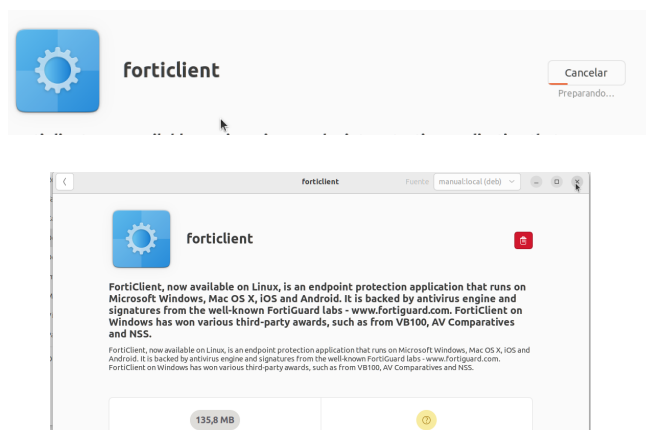 forticlient
Cancelar
Preparando...
forticlient
Fuente
manual:local (deb)
forticlient
FortiClient, now available on Linux, is an endpoint protection application that runs on
Microsoft Windows, Mac OS X, iOS and Android. It is backed by antivirus engine and
signatures from the well-known FortiGuard labs - www.fortiguard.com. FortiClient on
Windows has won various third-party awards, such as from VB100, AV Comparatives
and NSS.
FortiClient, now available on Linux, is an endpoint protection application that runs on Microsoft Windows, Mac OS X, iOS and
Android. It is backed by antivirus engine and signatures from the well-known FortiGuard labs - www.fortiguard.com.
FortiClient on Windows has won various third-party awards, such as from VB100, AV Comparatives and NSS.
135,8 MB